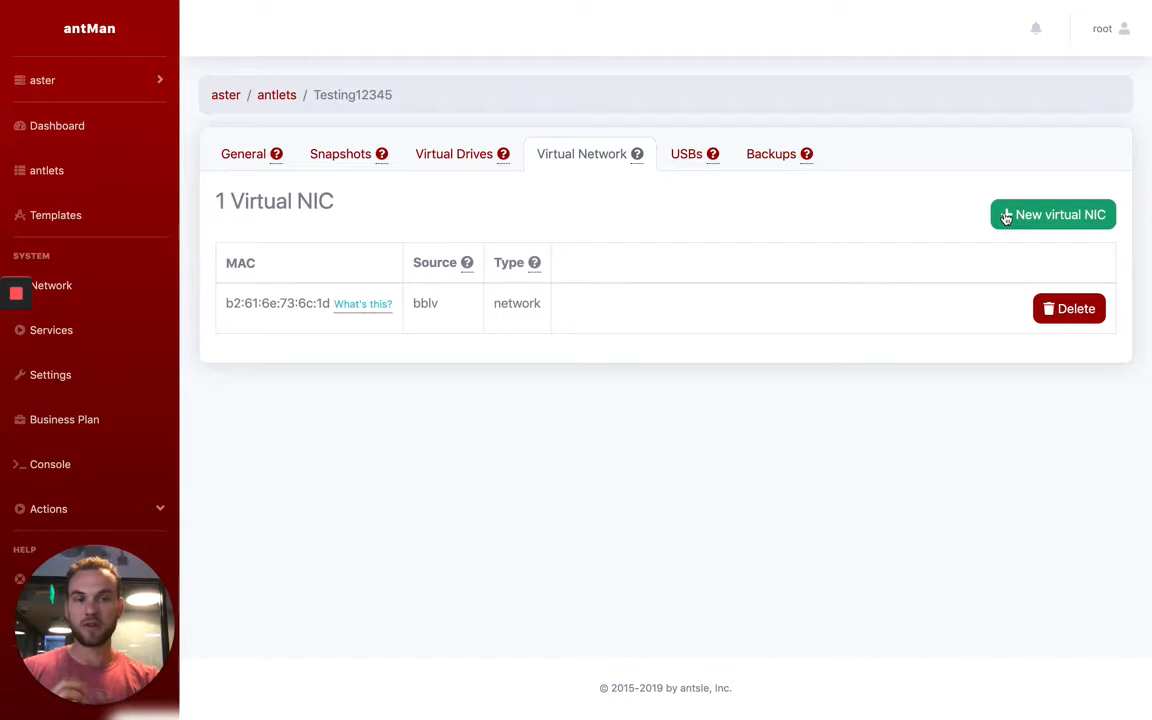 antMan
root
aster
aster / antlets / Testing12345
Dashboard
antlets
Templates
SYSTEM
Network
Services
Settings
Business Plan
Console
Actions
HELP
General ?
Snapshots ?
Virtual Drives ?
Virtual Network ?
USBs ?
Backups ?
1 Virtual NIC
+ New virtual NIC
MAC
Source ?
Type ?
b2:61:6e:73:6c:1d What's this?
bblv
network
Delete
© 2015-2019 by antsle, Inc.